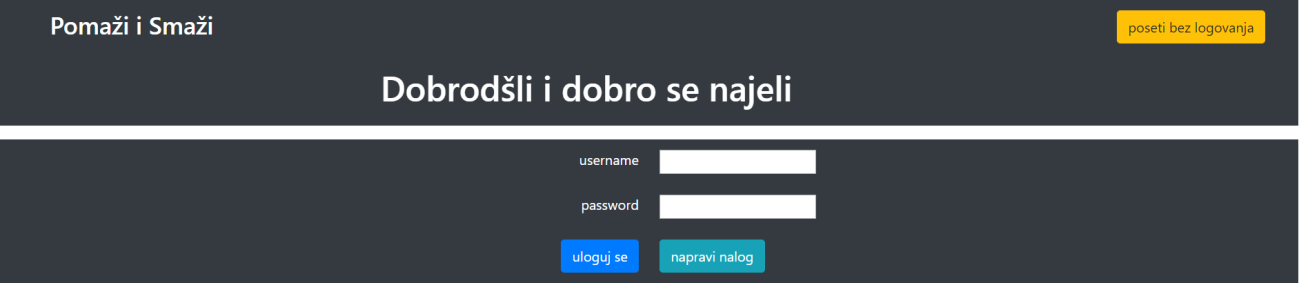 Pomaži i Smaži
poseti bez logovanja
Dobrodšli i dobro se najeli
username
password
uloguj se
napravi nalog